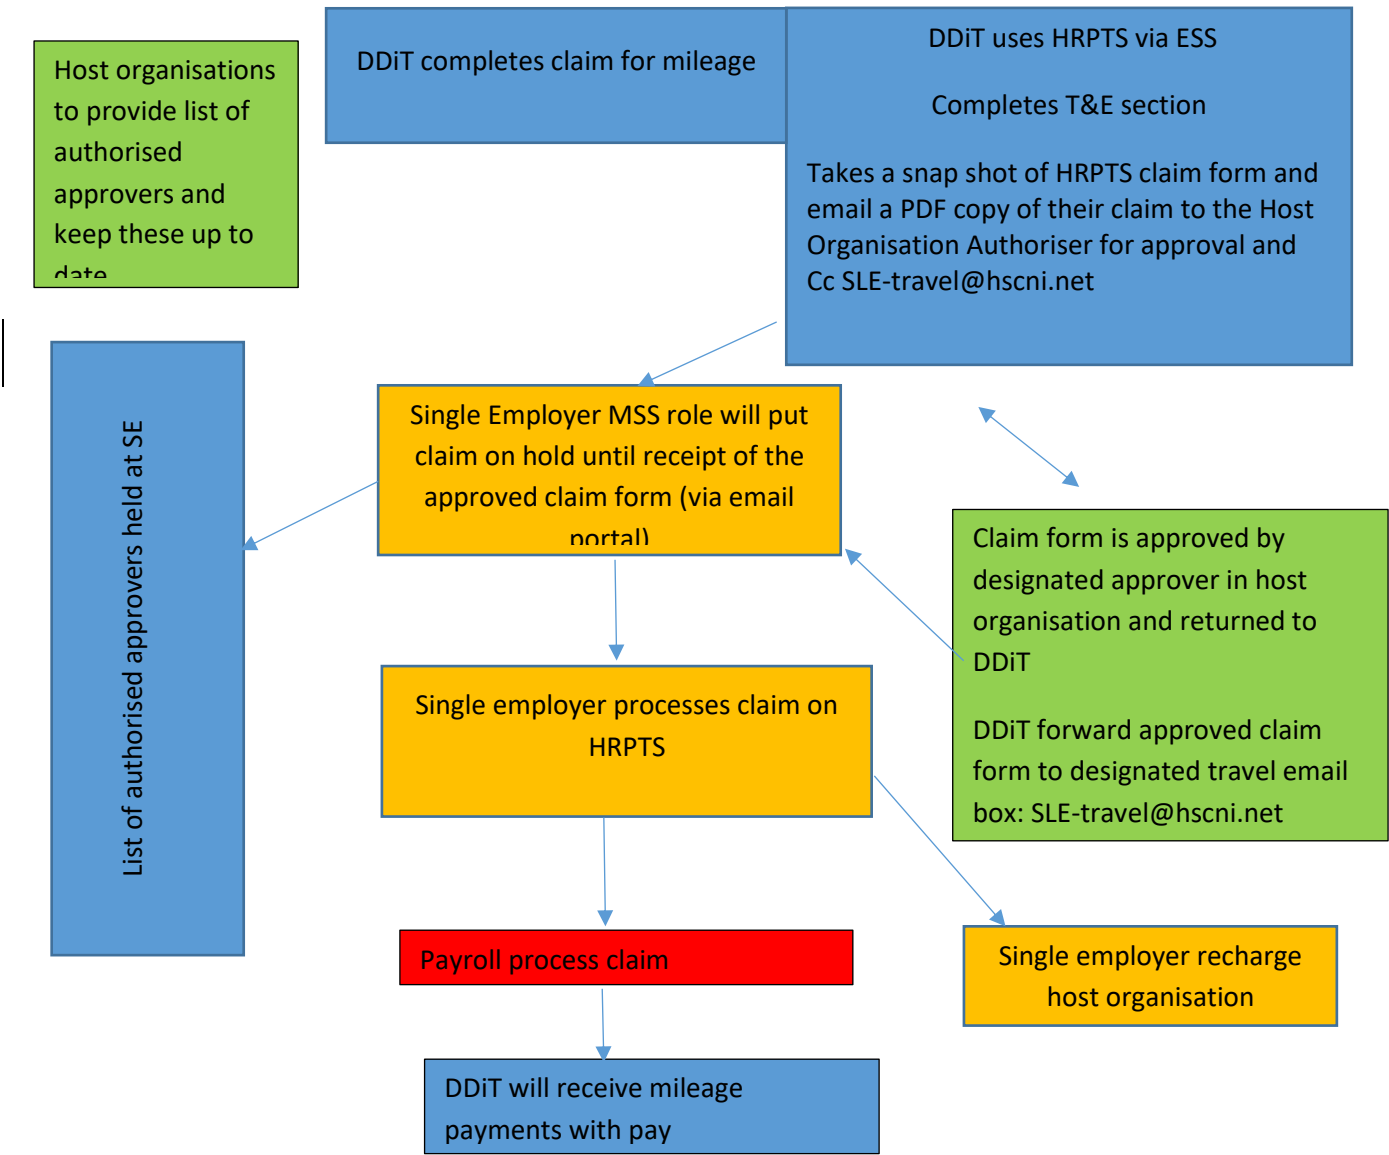 Host organisations
to provide list of
authorised
approvers and
keep these up to
date
DDiT completes claim for mileage
DDiT uses HRPTS via ESS
Completes T&E section
Takes a snap shot of HRPTS claim form and
email a PDF copy of their claim to the Host
Organisation Authoriser for approval and
Cc SLE-travel@hscni.net
List of authorised approvers held at SE
Single Employer MSS role will put
claim on hold until receipt of the
approved claim form (via email
portal)
Claim form is approved by
designated approver in host
organisation and returned to
DDiT
DDiT forward approved claim
form to designated travel email
box: SLE-travel@hscni.net
Single employer processes claim on
HRPTS
Payroll process claim
Single employer recharge
host organisation
DDiT will receive mileage
payments with pay